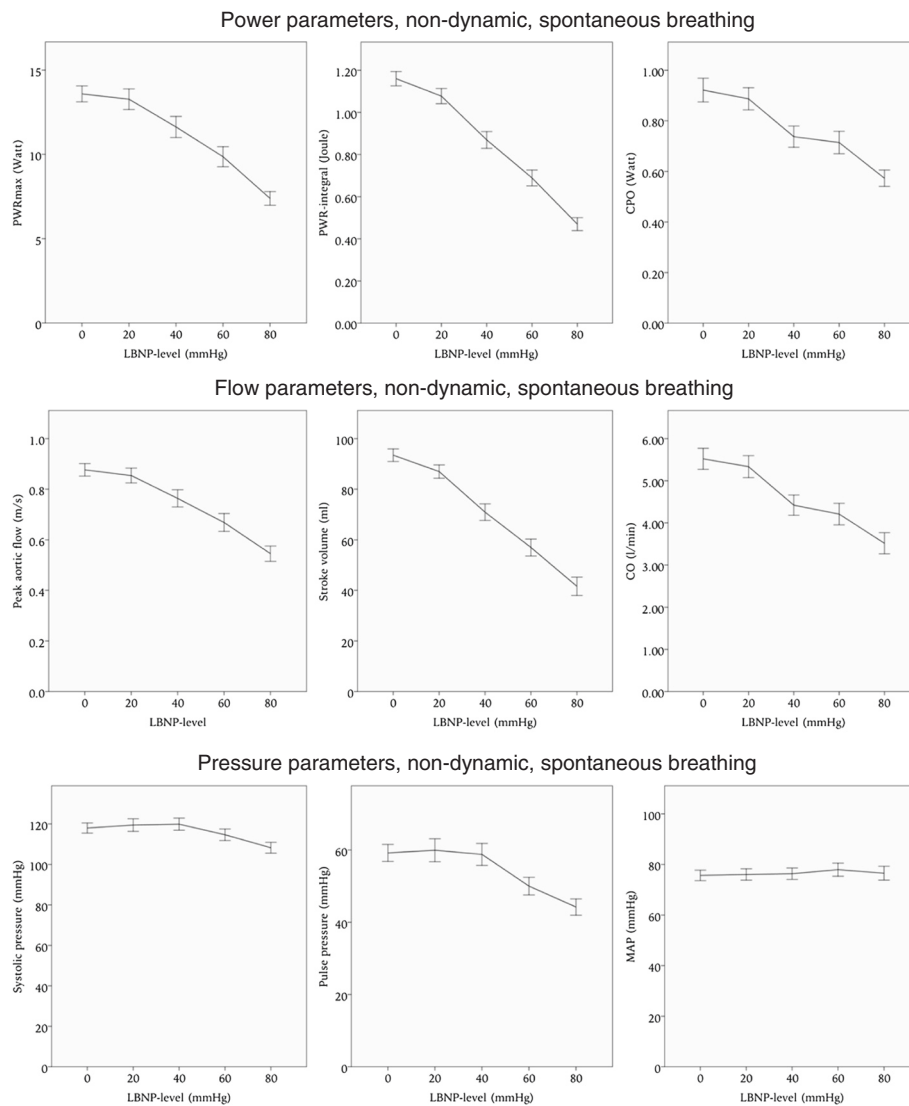 Power parameters, non-dynamic, spontaneous breathing
PWRmax (Watt)
15
10
5
0
0 20 40 60 80
LBNP-level (mmHg)
PWR-integral (Joule)
1.20
1.00
0.80
0.60
0.40
0.20
0.00
0 20 40 60 80
LBNP-level (mmHg)
CPO (Watt)
1.00
0.80
0.60
0.40
0.20
0.00
0 20 40 60 80
LBNP-level (mmHg)
Flow parameters, non-dynamic, spontaneous breathing
Peak aortic flow (m/s)
1.0
0.8
0.6
0.4
0.2
0.0
0 20 40 60 80
LBNP-level
Stroke volume (ml)
100
80
60
40
20
0
0 20 40 60 80
LBNP-level (mmHg)
CO (l/min)
6.00
5.00
4.00
3.00
2.00
1.00
0.00
0 20 40 60 80
LBNP-level (mmHg)
Pressure parameters, non-dynamic, spontaneous breathing
Systolic pressure (mmHg)
120
100
80
60
40
20
0
0 20 40 60 80
LBNP-level (mmHg)
Pulse pressure (mmHg)
60
40
20
0
0 20 40 60 80
LBNP-level (mmHg)
MAP (mmHg)
100
80
60
40
20
0
0 20 40 60 80
LBNP-level (mmHg)